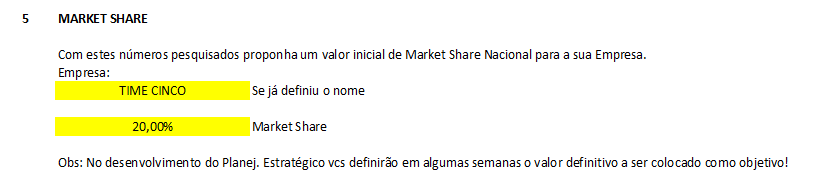 5 MARKET SHARE
Com estes números pesquisados proponha um valor inicial de Market Share Nacional para a sua Empresa.
Empresa:
TIME CINCO Se já definiu o nome
20,00% Market Share
Obs: No desenvolvimento do Planej. Estratégico vcs definirão em algumas semanas o valor definitivo a ser colocado como objetivo!